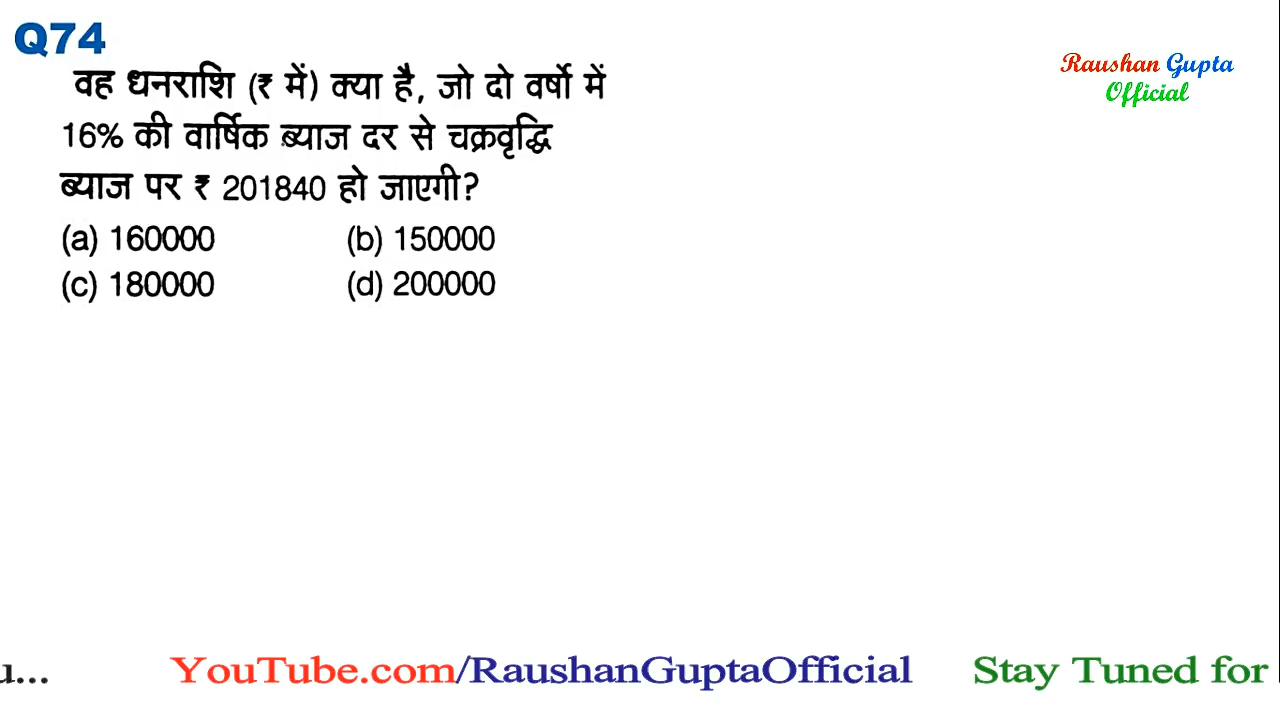 Q74
Raushan Gupta
Official
वह धनराशि (₹ में) क्या है, जो दो वर्षो में
16% की वार्षिक ब्याज दर से चक्रवृद्धि
ब्याज पर ₹ 201840 हो जाएगी?
(a) 160000 (b) 150000
(c) 180000 (d) 200000
u... YouTube.com/RaushanGuptaOfficial Stay Tuned for